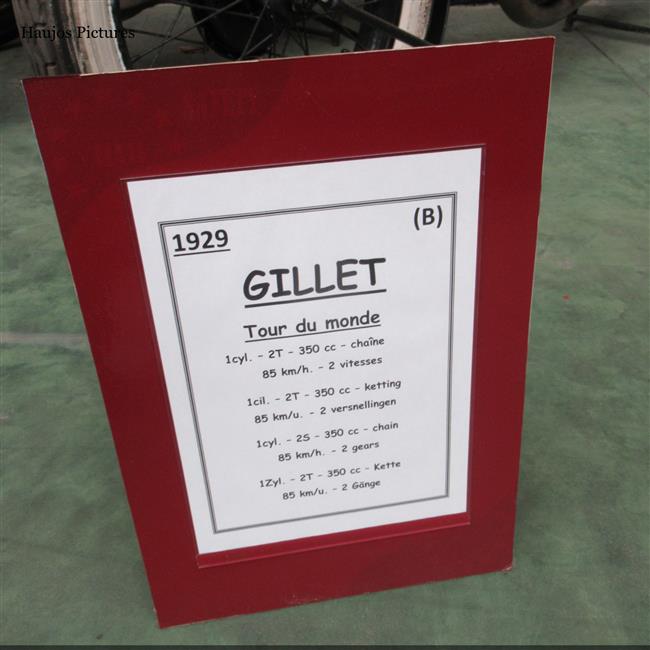 Haujos Pictures
1929
(B)
GILLET
Tour du monde
1cyl. - 2T - 350 cc - chaîne
85 km/h. - 2 vitesses
1cil. - 2T - 350 cc - ketting
85 km/u. - 2 versnellingen
1cyl. - 2S - 350 cc - chain
85 km/h. - 2 gears
1Zyl. - 2T - 350 cc - Kette
85 km/u. - 2 Gänge